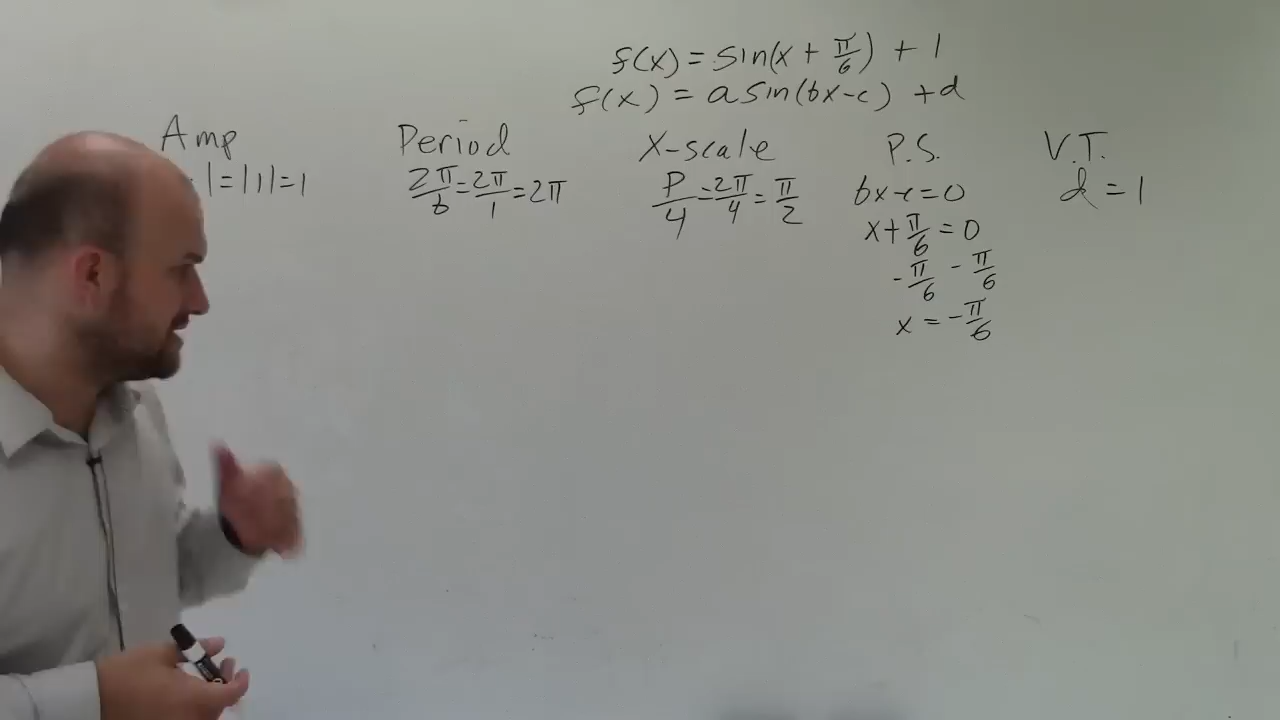 f(x) = sin(x + π/6) + 1
f(x) = a sin(bx-c) + d
Amp Period X-scale P.S. V.T.
|=|1|=1 2π/b=2π/1=2π P/4=2π/4=π/2 bx-c=0 d=1
x+π/6=0
-π/6 -π/6
x=-π/6